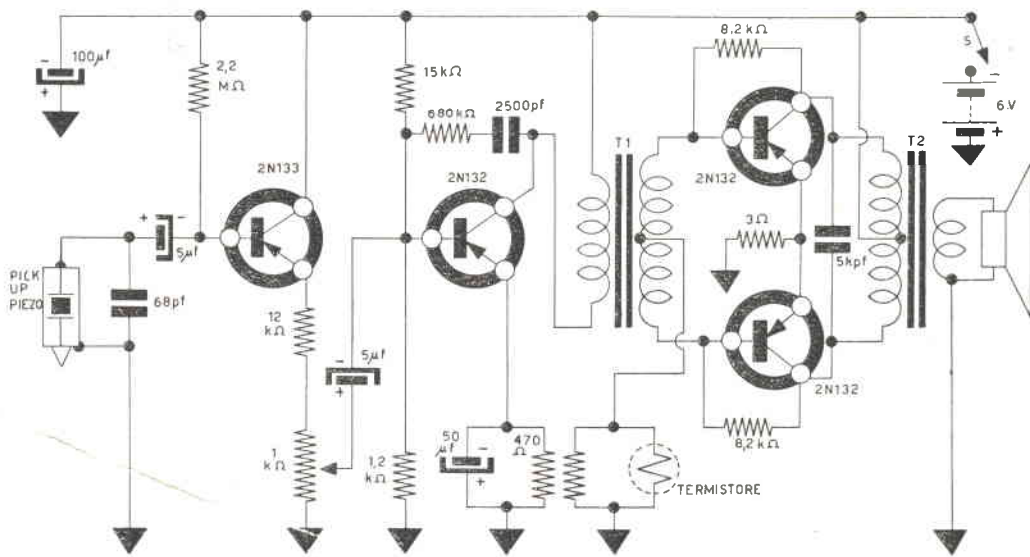 100µf
-
+
2,2
MΩ
2N133
+
-
5µf
PICK
UP
PIEZO
68pf
12
kΩ
1
kΩ
-
5µf
+
15kΩ
680kΩ
2500pf
2N132
1,2
kΩ
50
µf
-
+
470
Ω
T1
TERMISTORE
8,2kΩ
2N132
3Ω
5kpf
2N132
8,2kΩ
T2
S
-
6V
+